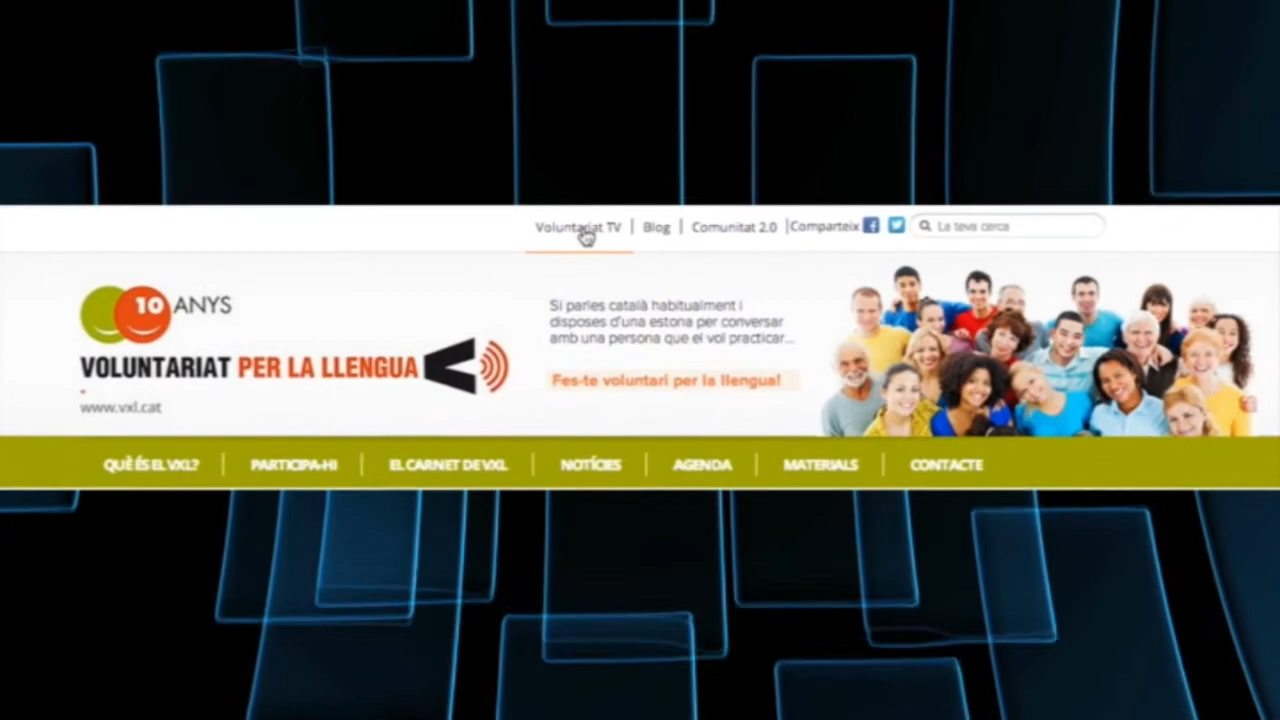 Voluntariat TV | Blog | Comunitat 2.0 | Comparteix La teva cerca
10 ANYS
VOLUNTARIAT PER LA LLENGUA
www.vxl.cat
Si parles català habitualment i
disposes d'una estona per conversar
amb una persona que el vol practicar...
Fes-te voluntari per la llengua!
QUÈ ÉS EL VXL? | PARTICIPA-HI | EL CARNET DE VXL | NOTÍCIES | AGENDA | MATERIALS | CONTACTE